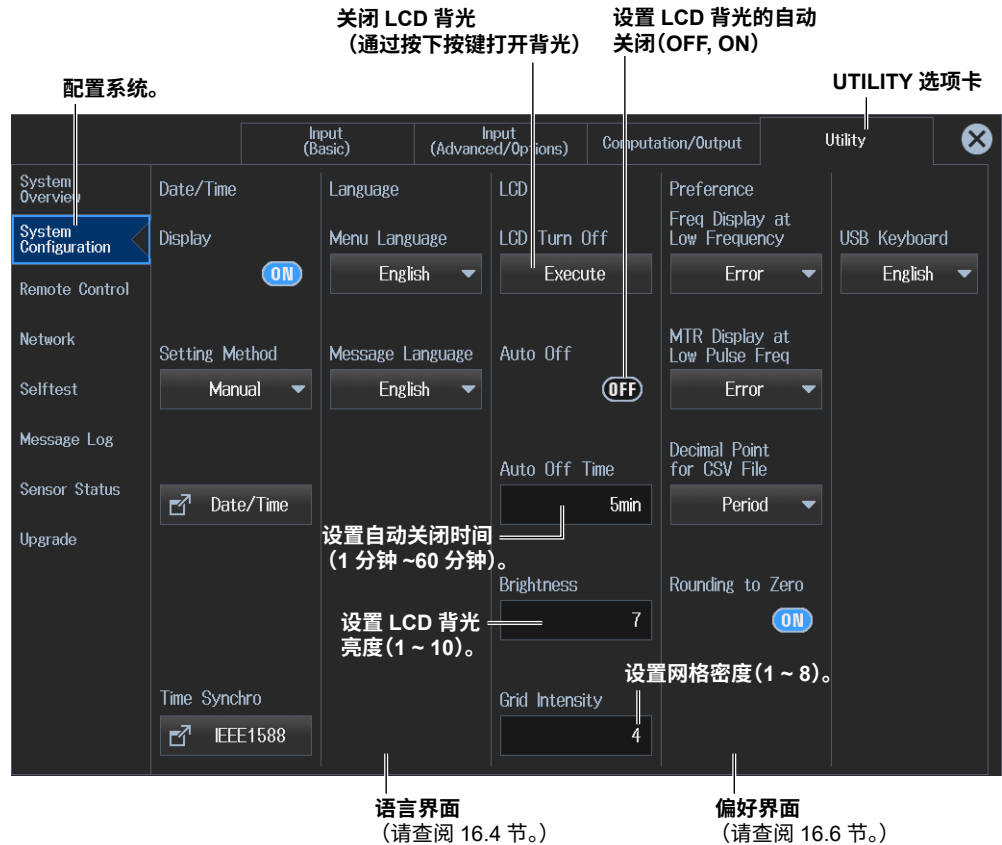 关闭 LCD 背光
（通过按下按键打开背光）
设置 LCD 背光的自动
关闭（OFF, ON）
配置系统。
UTILITY 选项卡
Input
(Basic)
Input
(Advanced/Options)
Computation/Output
Utility
System
Overview
System
Configuration
Remote Control
Network
Selftest
Message Log
Sensor Status
Upgrade
Date/Time
Display
ON
Setting Method
Manual
Date/Time
Time Synchro
IEEE1588
Language
Menu Language
English
Message Language
English
LCD
LCD Turn Off
Execute
Auto Off
OFF
Auto Off Time
5min
设置自动关闭时间
（1 分钟 ~60 分钟）。
Brightness
7
设置 LCD 背光
亮度（1 ~ 10）。
设置网格密度（1 ~ 8）。
Grid Intensity
4
Preference
Freq Display at
Low Frequency
Error
MTR Display at
Low Pulse Freq
Error
Decimal Point
for CSV File
Period
Rounding to Zero
ON
USB Keyboard
English
语言界面
（请查阅 16.4 节。）
偏好界面
（请查阅 16.6 节。）